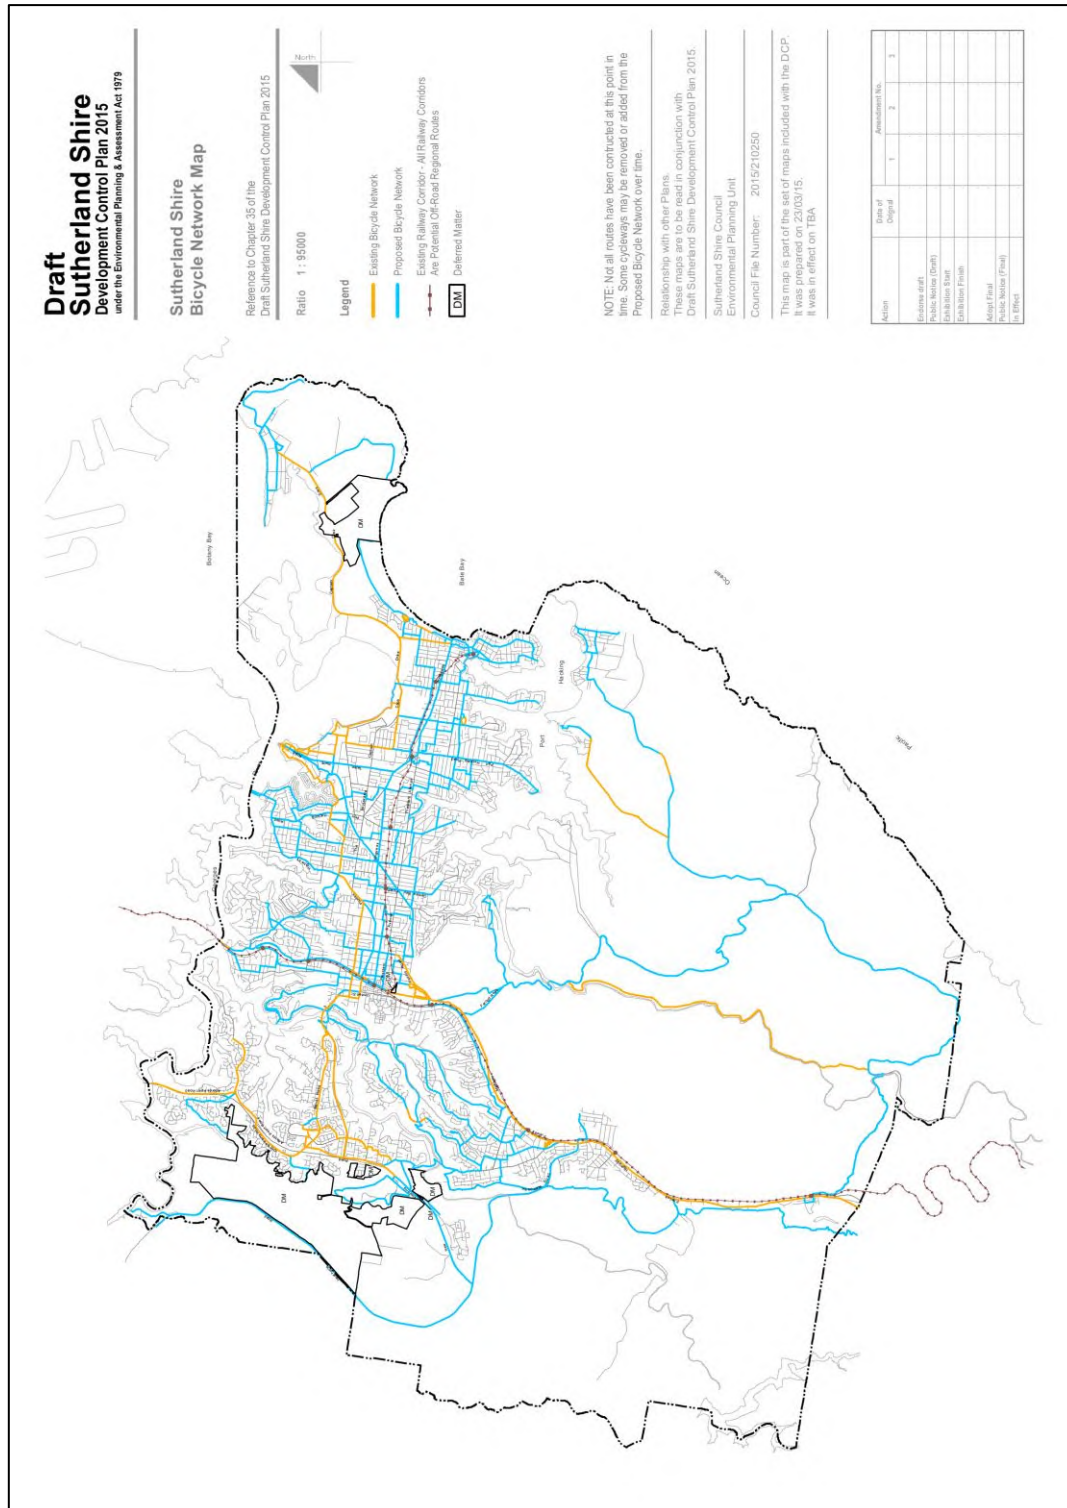 Draft
Sutherland Shire
Development Control Plan 2015
under the Environmental Planning & Assessment Act 1979
Sutherland Shire
Bicycle Network Map
Reference to Chapter 35 of the
Draft Sutherland Shire Development Control Plan 2015
North
Ratio 1 : 95000
Legend
Existing Bicycle Network
Proposed Bicycle Network
Existing Railway Corridor - All Railway Corridors
Are Potential Off-Road Regional Routes
DM
Deferred Matter
NOTE: Not all routes have been contructed at this point in
time. Some cycleways may be removed or added from the
Proposed Bicycle Network over time.
Relationship with other Plans.
These maps are to be read in conjunction with
Draft Sutherland Shire Development Control Plan 2015.
Sutherland Shire Council
Environmental Planning Unit
Council File Number: 2015/210250
This map is part of the set of maps included with the DCP.
It was prepared on 23/03/15.
It was in effect on TBA
Action
Date of
Original
Amendment No.
1
2
3
Endorse draft
Public Notice (Draft)
Exhibition Start
Exhibition Finish
Adopt Final
Public Notice (Final)
In Effect
Botany Bay
Bate Bay
Ocean
Pacific
Port
Hacking
DM
DM
DM
DM
DM